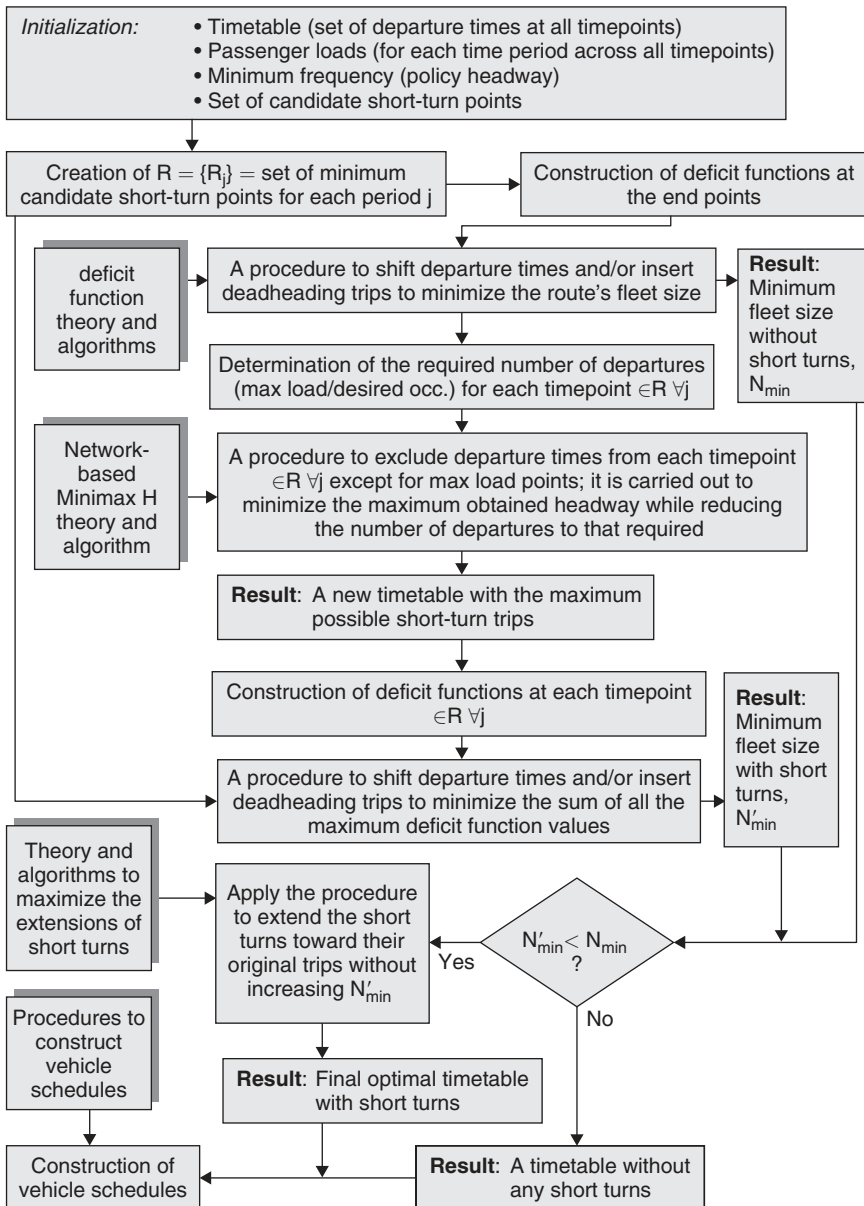 Initialization:
• Timetable (set of departure times at all timepoints)
• Passenger loads (for each time period across all timepoints)
• Minimum frequency (policy headway)
• Set of candidate short-turn points
Creation of R = {Rj} = set of minimum
candidate short-turn points for each period j
Construction of deficit functions at
the end points
deficit
function
theory and
algorithms
A procedure to shift departure times and/or insert
deadheading trips to minimize the route's fleet size
Result:
Minimum
fleet size
without
short turns,
Nmin
Determination of the required number of departures
(max load/desired occ.) for each timepoint ∈R ∀j
Network-
based
Minimax H
theory and
algorithm
A procedure to exclude departure times from each timepoint
∈R ∀j except for max load points; it is carried out to
minimize the maximum obtained headway while reducing
the number of departures to that required
Result: A new timetable with the maximum
possible short-turn trips
Construction of deficit functions at each timepoint
∈R ∀j
Result:
Minimum
fleet size
with short
turns,
N′min
A procedure to shift departure times and/or insert
deadheading trips to minimize the sum of all the
maximum deficit function values
Theory and
algorithms to
maximize the
extensions of
short turns
Apply the procedure
to extend the short
turns toward their
original trips without
increasing N′min
N′min< Nmin
?
Yes
No
Procedures to
construct
vehicle
schedules
Result: Final optimal timetable
with short turns
Construction of
vehicle schedules
Result: A timetable without
any short turns